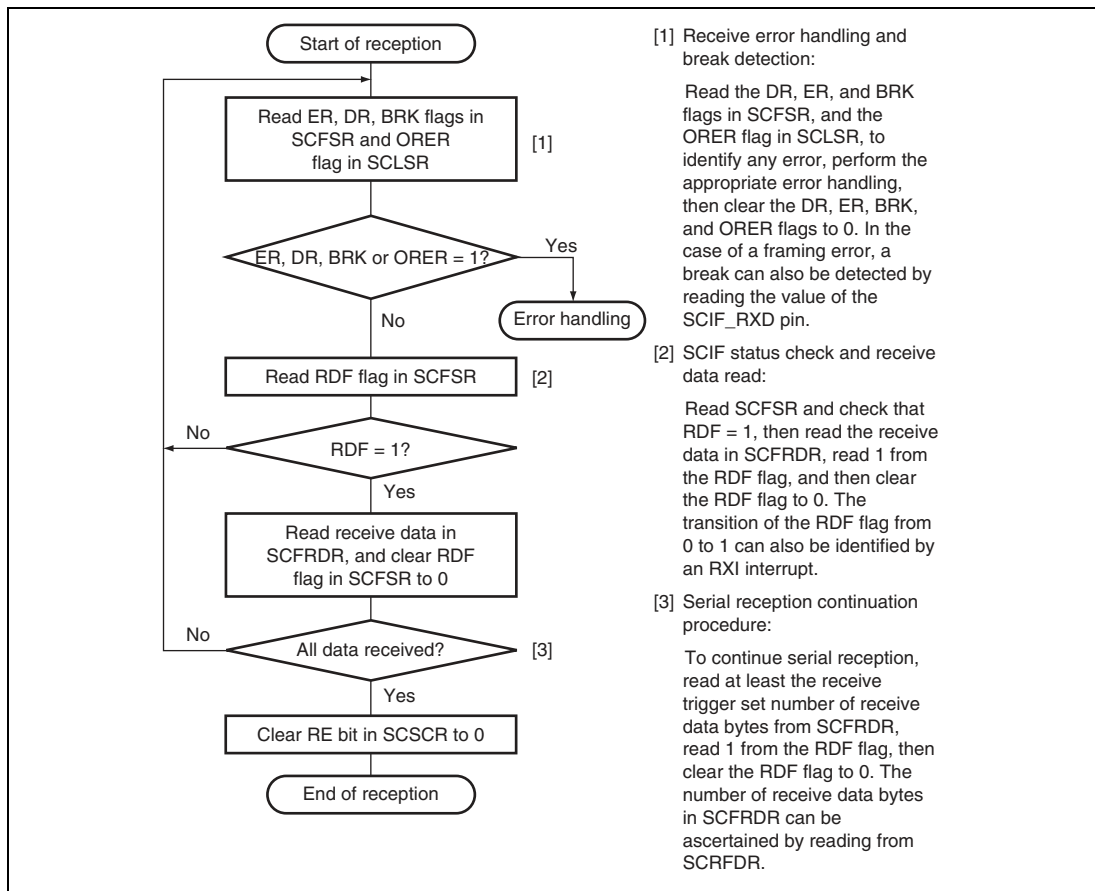 Start of reception
Read ER, DR, BRK flags in
SCFSR and ORER
flag in SCLSR
[1]
ER, DR, BRK or ORER = 1?
Yes
Error handling
No
Read RDF flag in SCFSR
[2]
No
RDF = 1?
Yes
Read receive data in
SCFRDR, and clear RDF
flag in SCFSR to 0
No
All data received?
[3]
Yes
Clear RE bit in SCSCR to 0
End of reception
[1] Receive error handling and
break detection:
Read the DR, ER, and BRK
flags in SCFSR, and the
ORER flag in SCLSR, to
identify any error, perform the
appropriate error handling,
then clear the DR, ER, BRK,
and ORER flags to 0. In the
case of a framing error, a
break can also be detected by
reading the value of the
SCIF_RXD pin.
[2] SCIF status check and receive
data read:
Read SCFSR and check that
RDF = 1, then read the receive
data in SCFRDR, read 1 from
the RDF flag, and then clear
the RDF flag to 0. The
transition of the RDF flag from
0 to 1 can also be identified by
an RXI interrupt.
[3] Serial reception continuation
procedure:
To continue serial reception,
read at least the receive
trigger set number of receive
data bytes from SCFRDR,
read 1 from the RDF flag, then
clear the RDF flag to 0. The
number of receive data bytes
in SCFRDR can be
ascertained by reading from
SCRFDR.